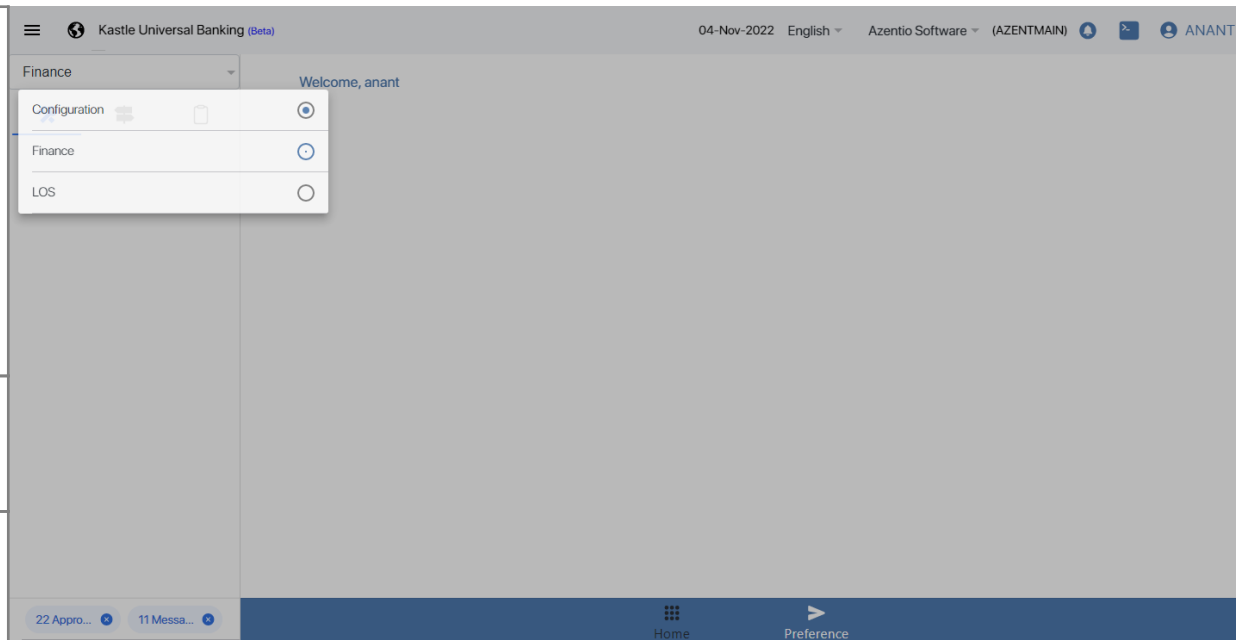 Kastle Universal Banking (Beta)
04-Nov-2022 English Azentio Software (AZENTMAIN) ANANT
Finance
Welcome, anant
Configuration
Finance
LOS
22 Appro... 11 Messa...
Home Preference